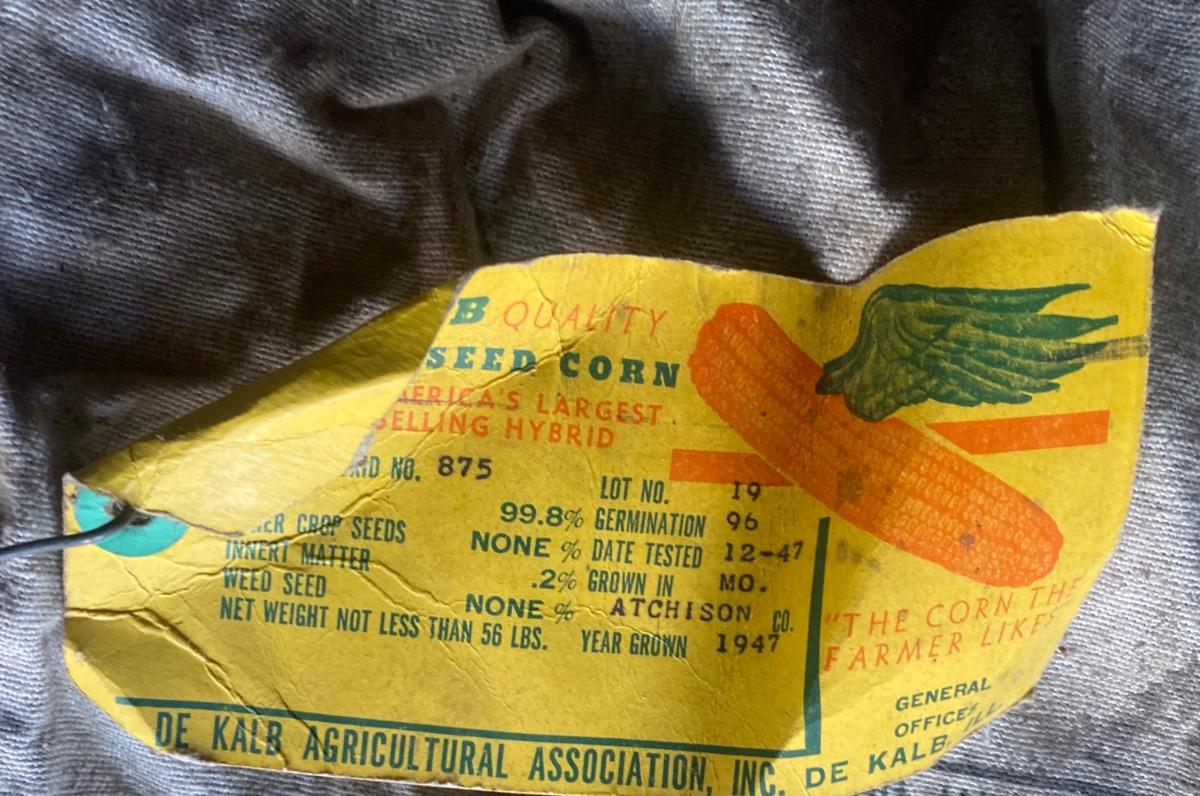 B QUALITY
SEED CORN
ERICA'S LARGEST
SELLING HYBRID
RID NO. 875
LOT NO. 19
99.8% GERMINATION 96
ER CROP SEEDS NONE % DATE TESTED 12-47
INNERT MATTER .2% GROWN IN MO.
WEED SEED NONE % ATCHISON CO.
NET WEIGHT NOT LESS THAN 56 LBS. YEAR GROWN 1947
"THE CORN THE
FARMER LIKES
GENERAL
OFFICES
DE KALB, ILL.
DE KALB AGRICULTURAL ASSOCIATION, INC.